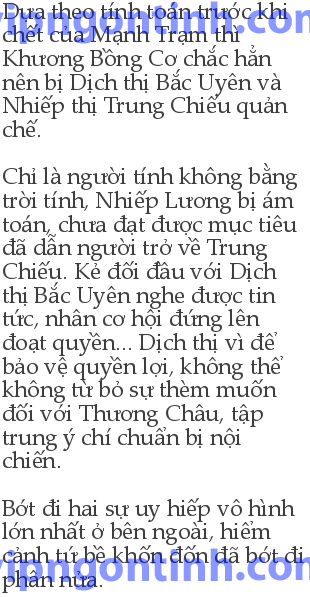 Dựa theo tính toán trước khi
chết của Mạnh Trạm thì
Khương Bồng Cơ chắc hẳn
nên bị Dịch thị Bắc Uyên và
Nhiếp thị Trung Chiếu quản
chế.
Chỉ là người tính không bằng
trời tính, Nhiếp Lương bị ám
toán, chưa đạt được mục tiêu
đã dẫn người trở về Trung
Chiếu. Kẻ đối đầu với Dịch
thị Bắc Uyên nghe được tin
tức, nhân cơ hội đứng lên
đoạt quyền... Dịch thị vì để
bảo vệ quyền lợi, không thể
không từ bỏ sự thèm muốn
đối với Thương Châu, tập
trung ý chí chuẩn bị nội
chiến.
Bớt đi hai sự uy hiếp vô hình
lớn nhất ở bên ngoài, hiểm
cảnh tứ bề khốn đốn đã bớt đi
phân nửa.
vipngontinh.com
vipngontinh.com